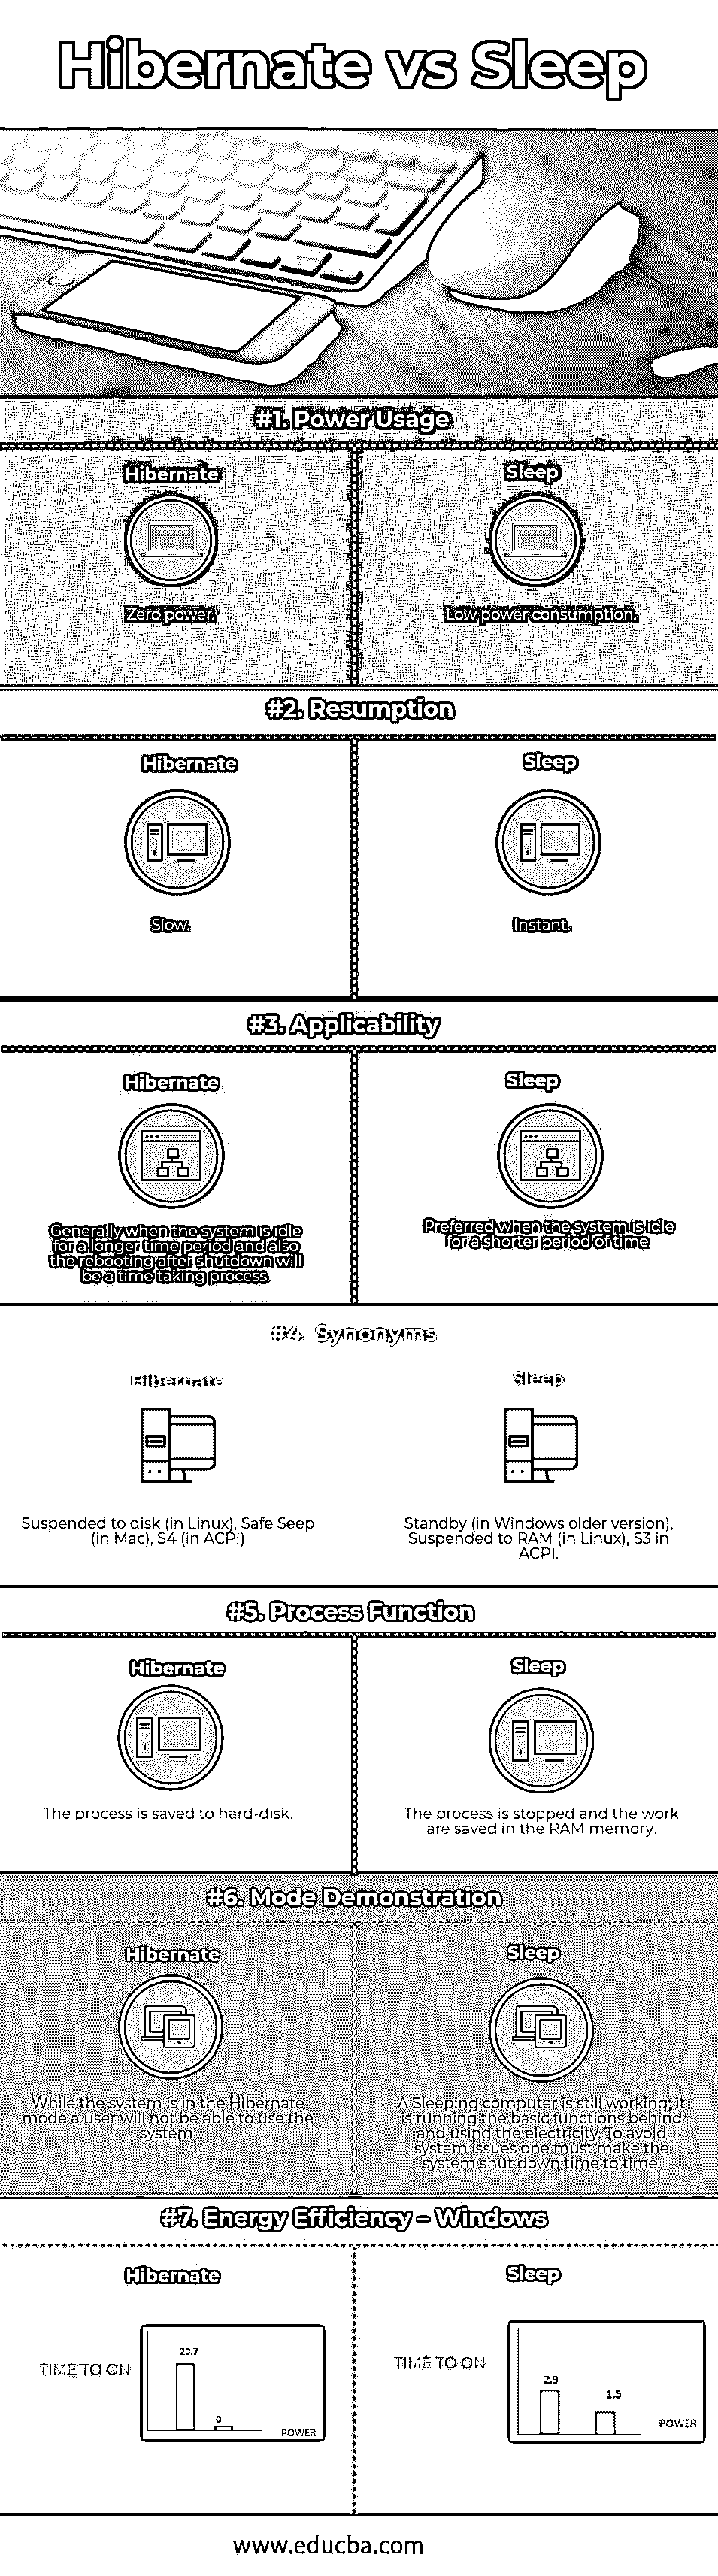 Hibernate vs Sleep
#1. Power Usage
Hibernate
Zero power.
Sleep
Low power consumption.
#2. Resumption
Hibernate
Slow.
Sleep
Instant.
#3. Applicability
Hibernate
Generally when the system is idle
for a longer time period and also
the rebooting after shutdown will
be a time taking process
Sleep
Preferred when the system is idle
for a shorter period of time
#4. Synonyms
Hibernate
Suspended to disk (in Linux), Safe Seep
(in Mac), S4 (in ACPI)
Sleep
Standby (in Windows older version),
Suspended to RAM (in Linux), S3 in
ACPI.
#5. Process Function
Hibernate
The process is saved to hard-disk.
Sleep
The process is stopped and the work
are saved in the RAM memory.
#6. Mode Demonstration
Hibernate
While the system is in the Hibernate
mode a user will not be able to use the
system.
Sleep
A Sleeping computer is still working; it
is running the basic functions behind
and using the electricity. To avoid
system issues one must make the
system shut down time to time.
#7. Energy Efficiency – Windows
Hibernate
TIME TO ON
20.7
0
POWER
Sleep
TIME TO ON
2.9
1.5
POWER
www.educba.com